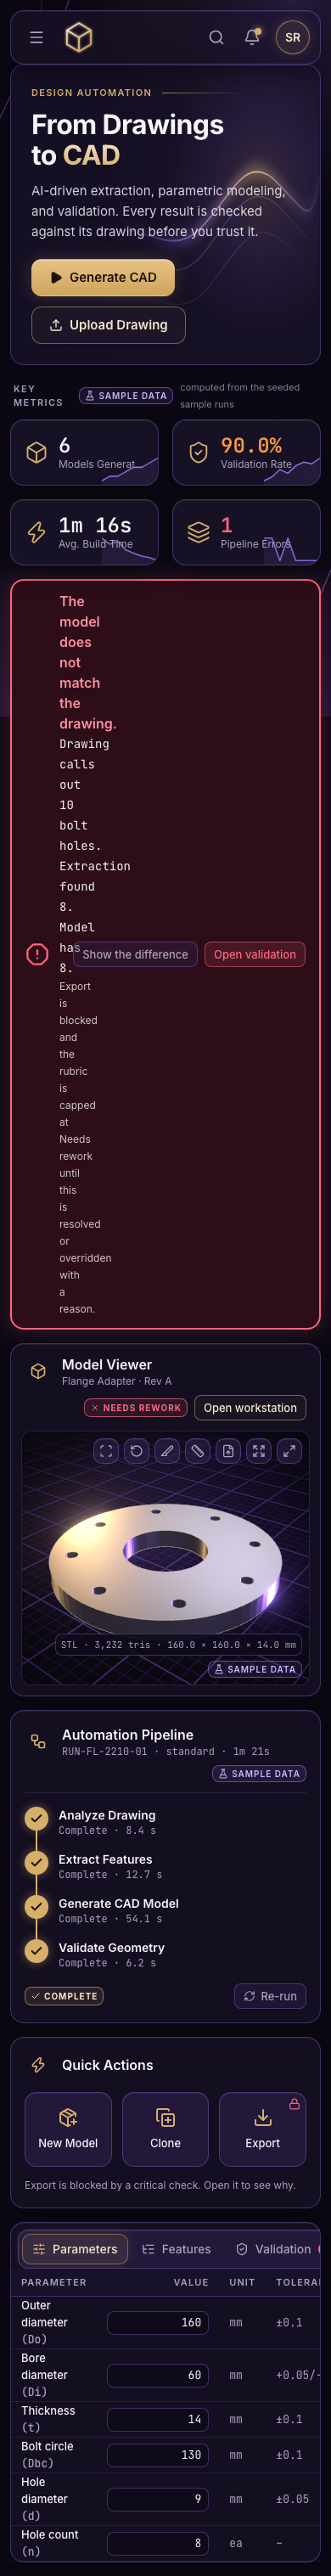 SR
DESIGN AUTOMATION
From Drawings
to CAD
AI-driven extraction, parametric modeling,
and validation. Every result is checked
against its drawing before you trust it.
Generate CAD
Upload Drawing
KEY
METRICS
SAMPLE DATA
computed from the seeded
sample runs
6
Models Generat...
90.0%
Validation Rate
1m 16s
Avg. Build Time
1
Pipeline Errors
The
model
does
not
match
the
drawing.
Drawing
calls
out
10
bolt
holes.
Extraction
found
8.
Model
has
8.
Show the difference
Open validation
Export
is
blocked
and
the
rubric
is
capped
at
Needs
rework
until
this
is
resolved
or
overridden
with
a
reason.
Model Viewer
Flange Adapter · Rev A
NEEDS REWORK
Open workstation
STL · 3,232 tris · 160.0 × 160.0 × 14.0 mm
SAMPLE DATA
Automation Pipeline
RUN-FL-2210-01 · standard · 1m 21s
SAMPLE DATA
Analyze Drawing
Complete · 8.4 s
Extract Features
Complete · 12.7 s
Generate CAD Model
Complete · 54.1 s
Validate Geometry
Complete · 6.2 s
COMPLETE
Re-run
Quick Actions
New Model
Clone
Export
Export is blocked by a critical check. Open it to see why.
Parameters
Features
Validation
PARAMETER
VALUE
UNIT
Outer
diameter
(Do)
160
mm
±0.1
Bore
diameter
(Di)
60
mm
+0.05/-
Thickness
(t)
14
mm
±0.1
Bolt circle
(Dbc)
130
mm
±0.1
Hole
diameter
(d)
9
mm
±0.05
Hole count
(n)
8
ea
–